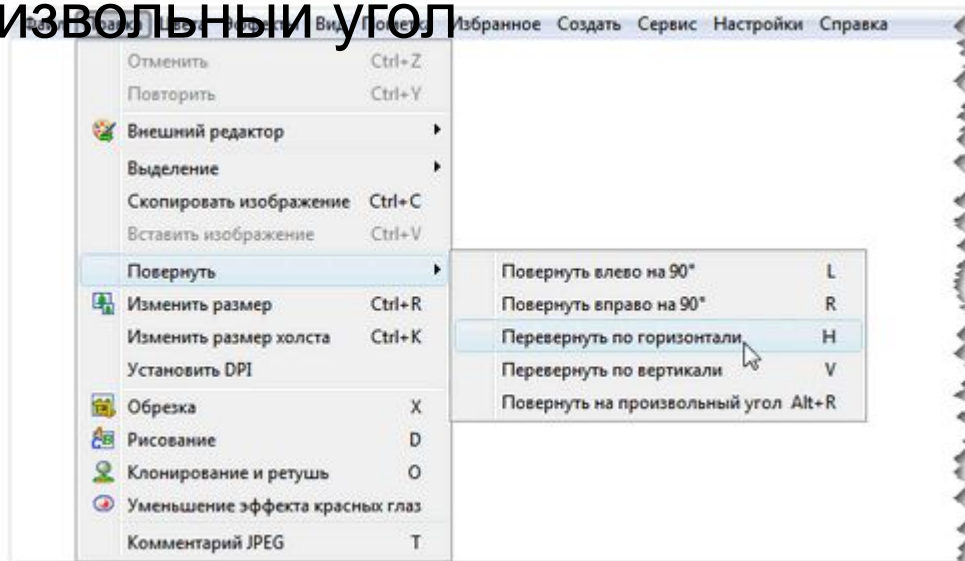 извольный угол
Вид Избранное Создать Сервис Настройки Справка
Отменить Ctrl+Z
Повторить Ctrl+Y
Внешний редактор
Выделение
Скопировать изображение Ctrl+C
Вставить изображение Ctrl+V
Повернуть
Повернуть влево на 90° L
Изменить размер Ctrl+R
Повернуть вправо на 90° R
Изменить размер холста Ctrl+K
Перевернуть по горизонтали H
Установить DPI
Перевернуть по вертикали V
Обрезка X
Повернуть на произвольный угол Alt+R
Рисование D
Клонирование и ретушь O
Уменьшение эффекта красных глаз
Комментарий JPEG T